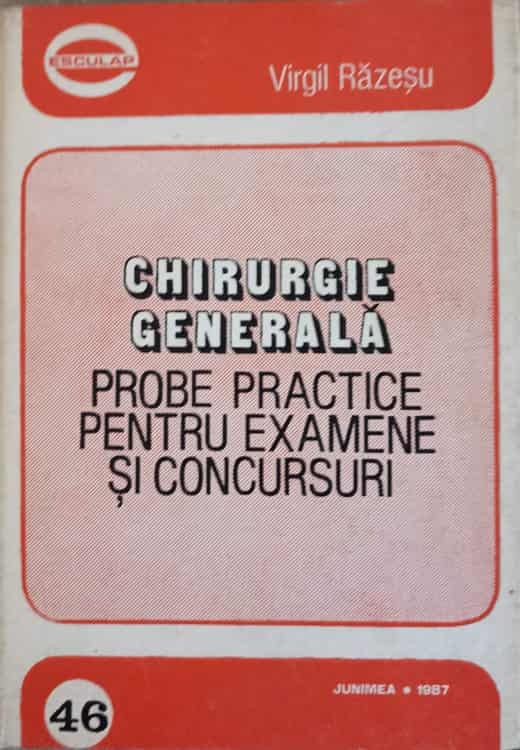 ESCULAP
Virgil Răzeșu
CHIRURGIE
GENERALĂ
PROBE PRACTICE
PENTRU EXAMENE
ȘI CONCURSURI
JUNIMEA • 1987
46